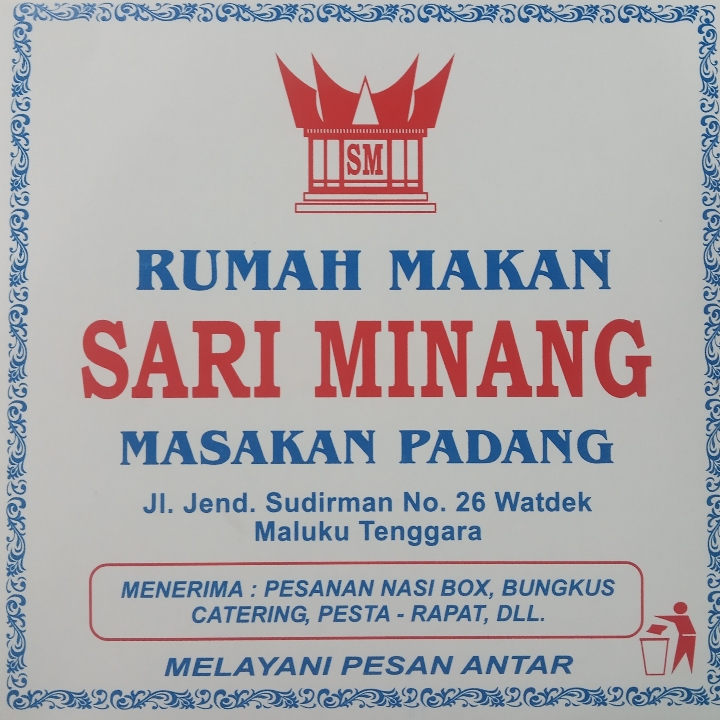 SM
RUMAH MAKAN
SARI MINANG
MASAKAN PADANG
Jl. Jend. Sudirman No. 26 Watdek
Maluku Tenggara
MENERIMA : PESANAN NASI BOX, BUNGKUS
CATERING, PESTA - RAPAT, DLL.
MELAYANI PESAN ANTAR